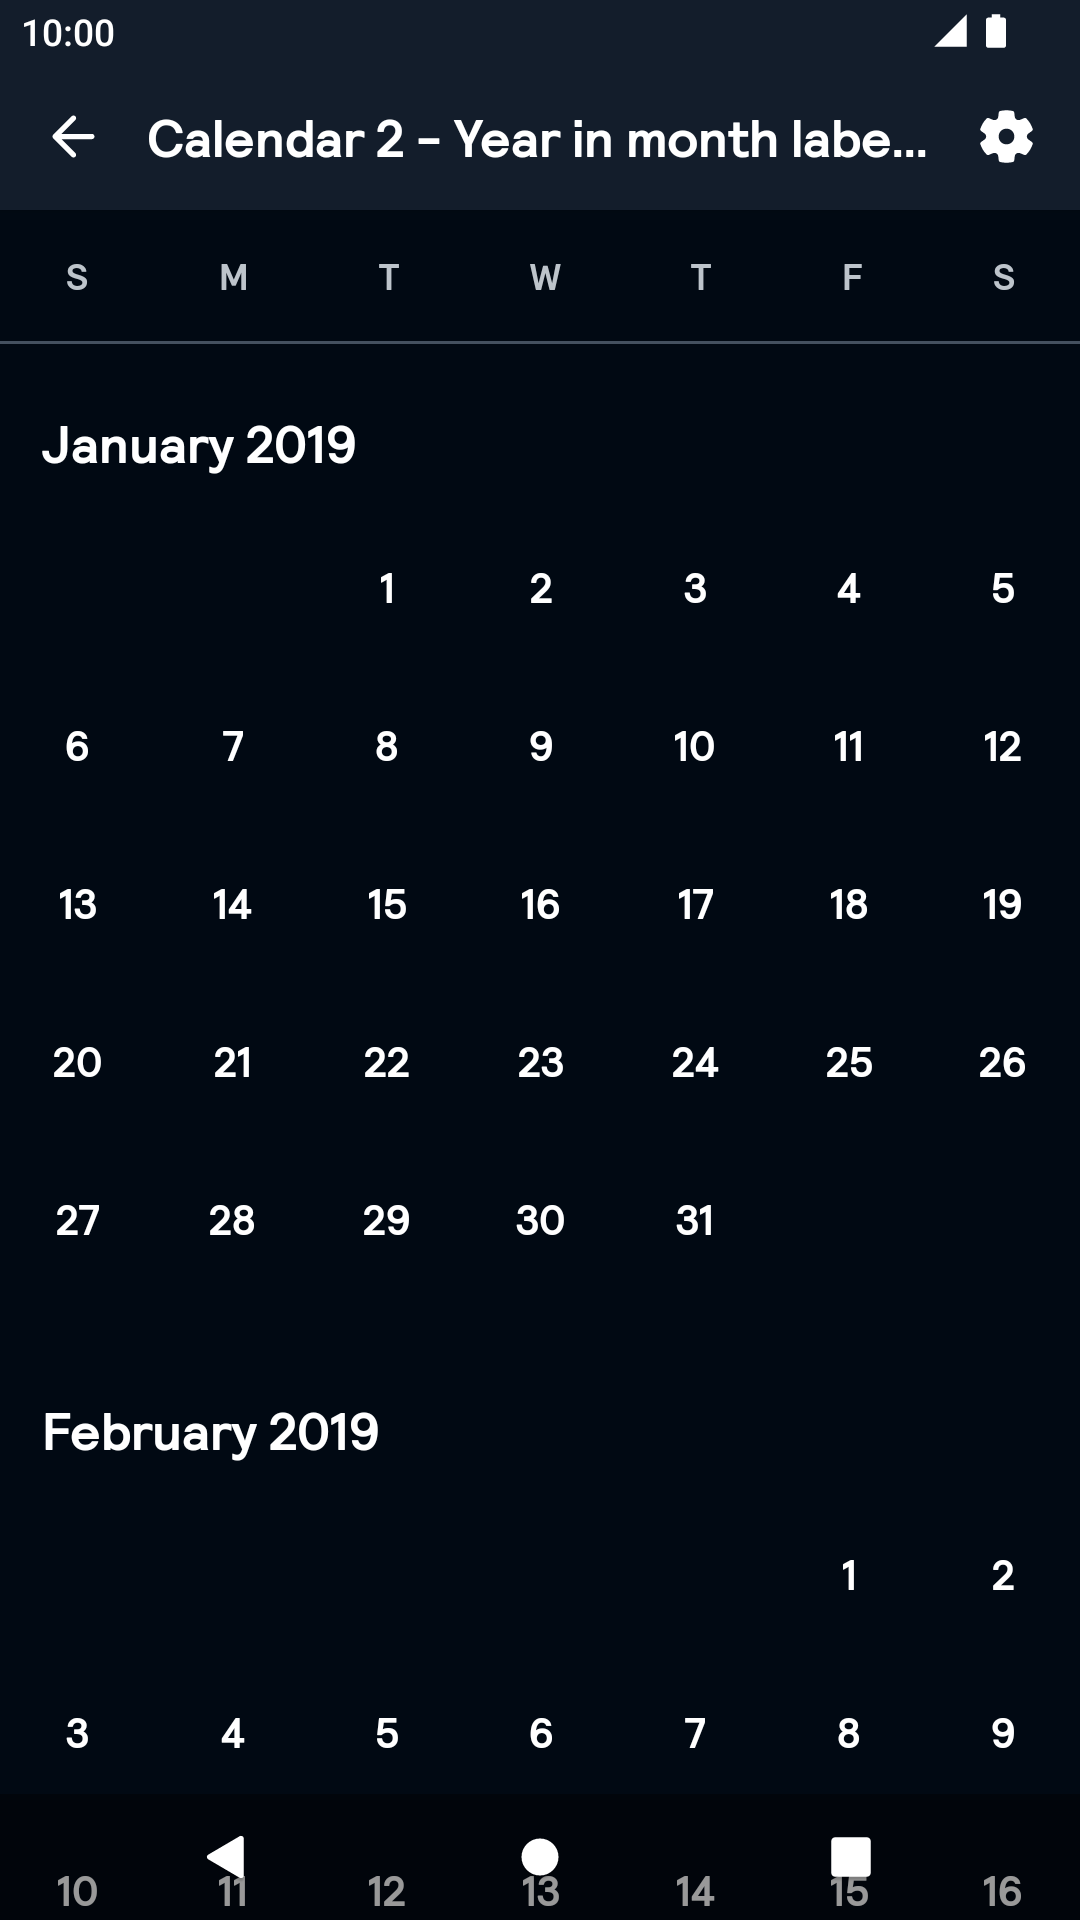 10:00
Calendar 2 – Year in month labe...
S M T W T F S
January 2019
1 2 3 4 5
6 7 8 9 10 11 12
13 14 15 16 17 18 19
20 21 22 23 24 25 26
27 28 29 30 31
February 2019
1 2
3 4 5 6 7 8 9
10 11 12 13 14 15 16